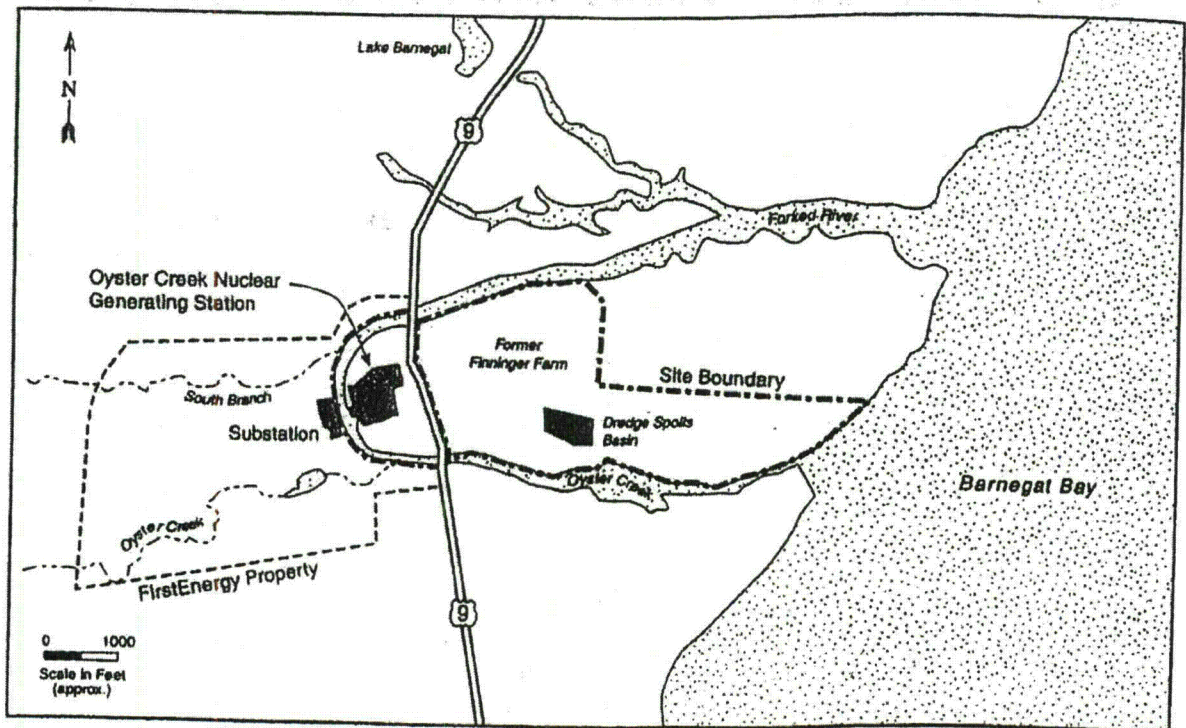 Lake Barnegat
N
9
Forked River
Oyster Creek Nuclear
Generating Station
Former
Finninger Farm
Site Boundary
South Branch
Substation
Dredge Spoils
Basin
Oyster Creek
Barnegat Bay
Oyster Creek
FirstEnergy Property
9
0 1000
Scale in Feet
(approx.)